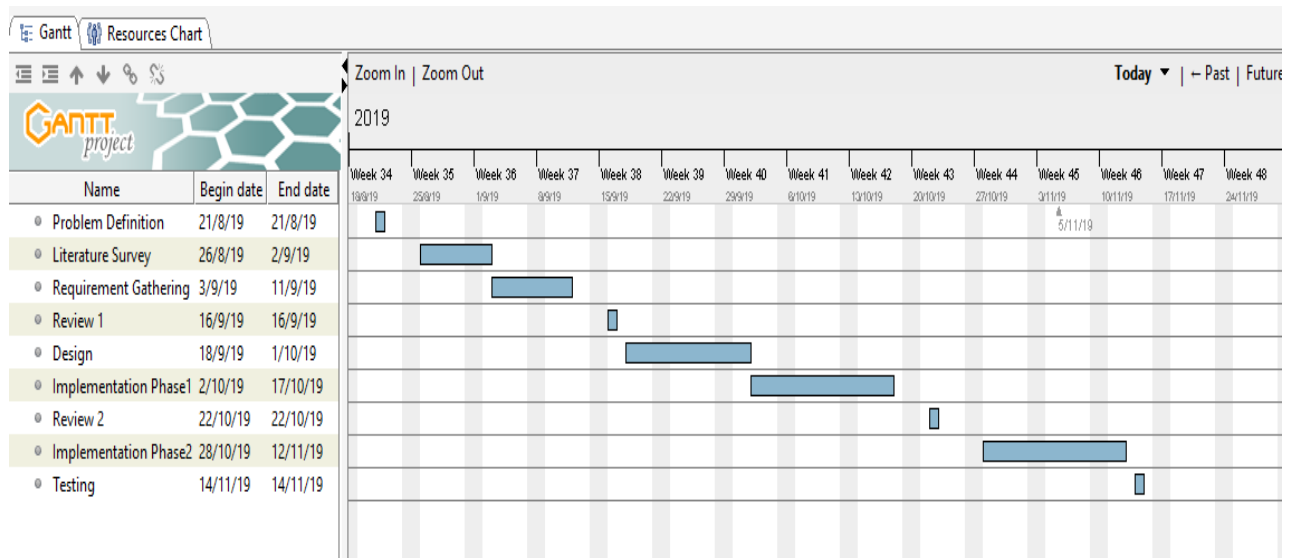 Gantt Resources Chart
Zoom In | Zoom Out Today ▼ | ← Past | Future
GANTT project
2019
Name Begin date End date
Week 34 Week 35 Week 36 Week 37 Week 38 Week 39 Week 40 Week 41 Week 42 Week 43 Week 44 Week 45 Week 46 Week 47 Week 48
18/8/19 25/8/19 1/9/19 8/9/19 15/9/19 22/9/19 29/9/19 6/10/19 13/10/19 20/10/19 27/10/19 3/11/19 10/11/19 17/11/19 24/11/19
Problem Definition 21/8/19 21/8/19
5/11/19
Literature Survey 26/8/19 2/9/19
Requirement Gathering 3/9/19 11/9/19
Review 1 16/9/19 16/9/19
Design 18/9/19 1/10/19
Implementation Phase1 2/10/19 17/10/19
Review 2 22/10/19 22/10/19
Implementation Phase2 28/10/19 12/11/19
Testing 14/11/19 14/11/19